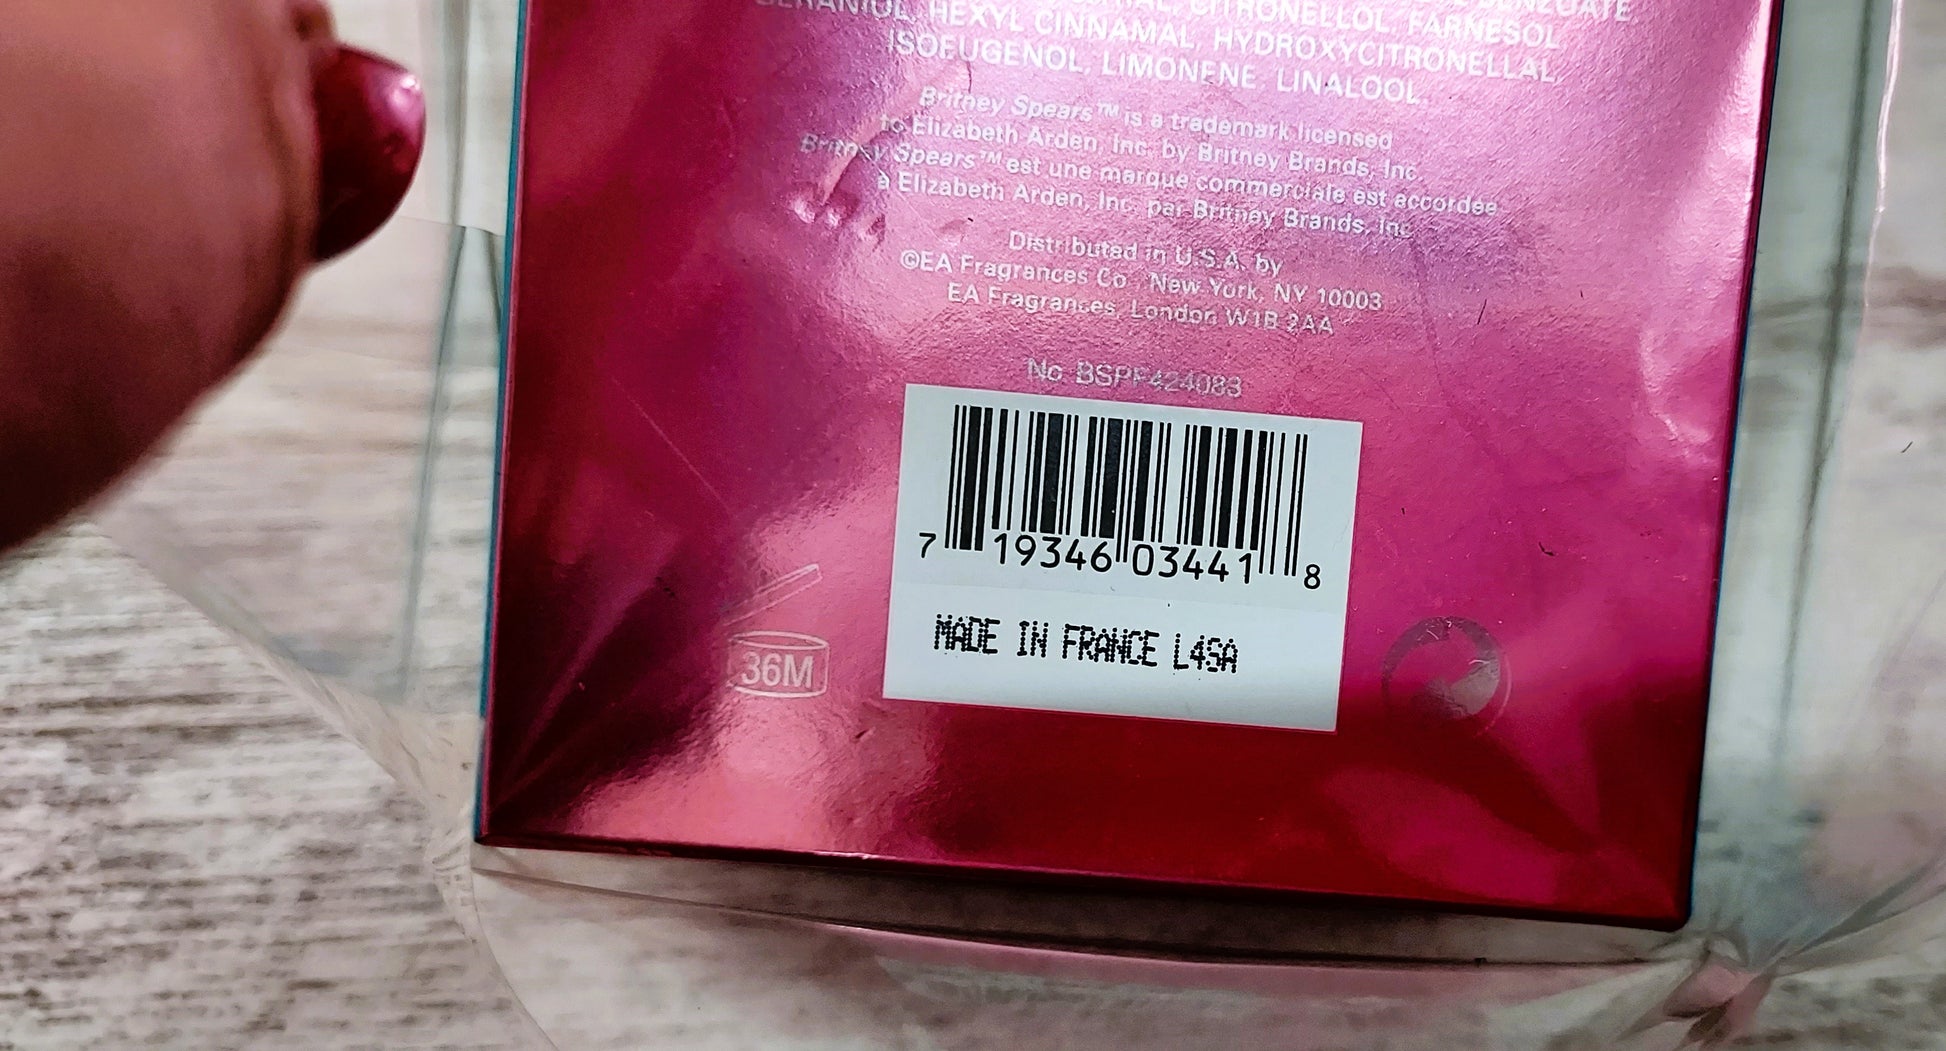 CITRONELLOL, FARNESOL
GERANIOL, HEXYL CINNAMAL, HYDROXYCITRONELLAL,
ISOEUGENOL, LIMONENE, LINALOOL.
Britney Spears™ is a trademark licensed
to Elizabeth Arden, Inc. by Britney Brands, Inc.
Britney Spears™ est une marque commerciale est accordee
à Elizabeth Arden, Inc. par Britney Brands, Inc.
Distributed in U.S.A. by
©EA Fragrances Co. New York, NY 10003
EA Fragrances, London W1B 2AA
No. BSPF424083
7 19346 03441 8
MADE IN FRANCE L4SA
36M